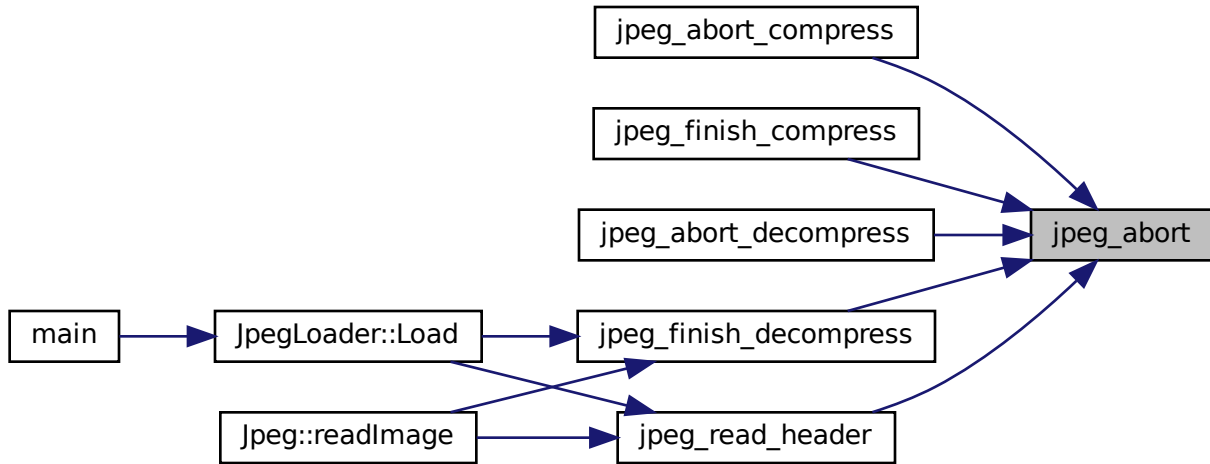 jpeg_abort_compress
jpeg_finish_compress
jpeg_abort_decompress
jpeg_abort
main
JpegLoader::Load
jpeg_finish_decompress
Jpeg::readImage
jpeg_read_header